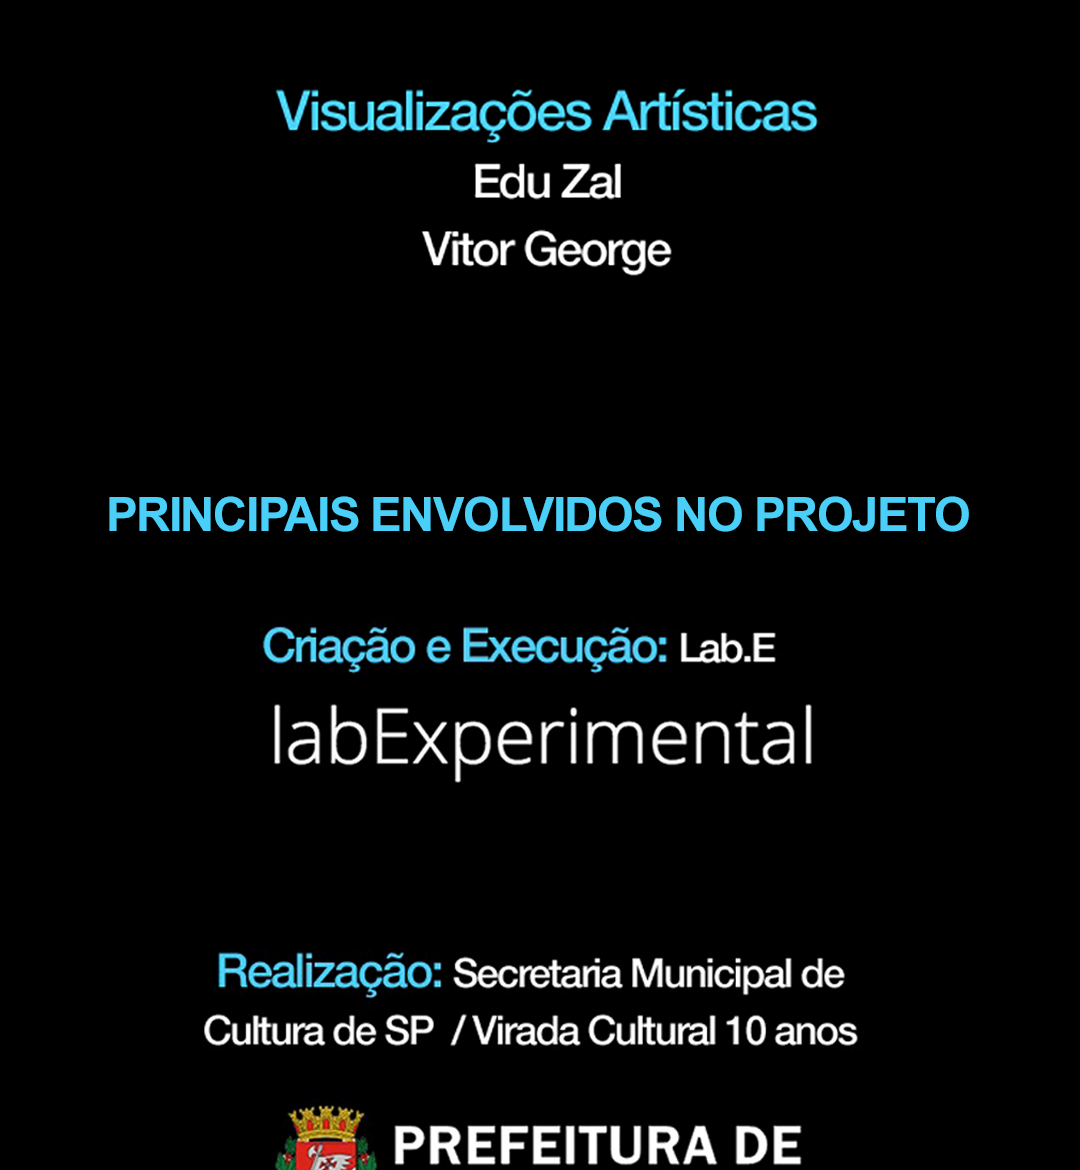 Visualizações Artísticas
Edu Zal
Vitor George
PRINCIPAIS ENVOLVIDOS NO PROJETO
Criação e Execução: Lab.E
labExperimental
Realização: Secretaria Municipal de
Cultura de SP / Virada Cultural 10 anos
PREFEITURA DE